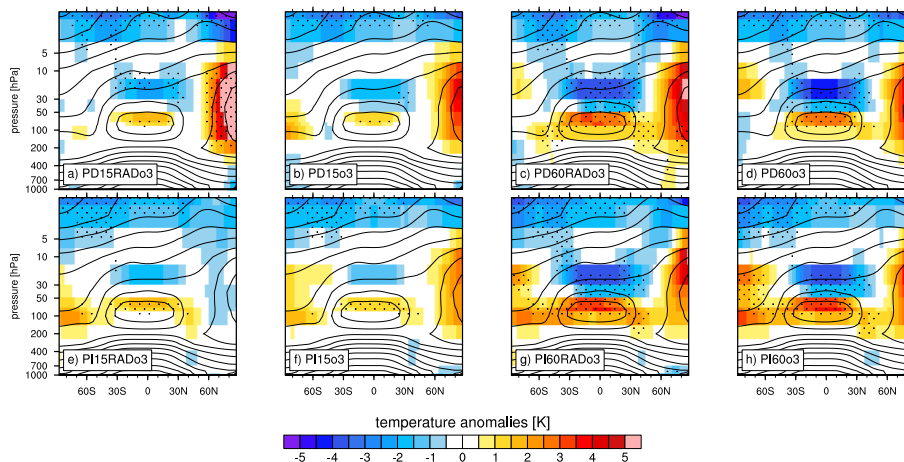 5
10
30
50
100
200
400
700
1000
pressure [hPa]
a) PD15RADo3
b) PD15o3
c) PD60RADo3
d) PD60o3
5
10
30
50
100
200
400
700
1000
pressure [hPa]
e) PI15RADo3
f) PI15o3
g) PI60RADo3
h) PI60o3
60S 30S 0 30N 60N 60S 30S 0 30N 60N 60S 30S 0 30N 60N 60S 30S 0 30N 60N
temperature anomalies [K]
-5 -4 -3 -2 -1 0 1 2 3 4 5